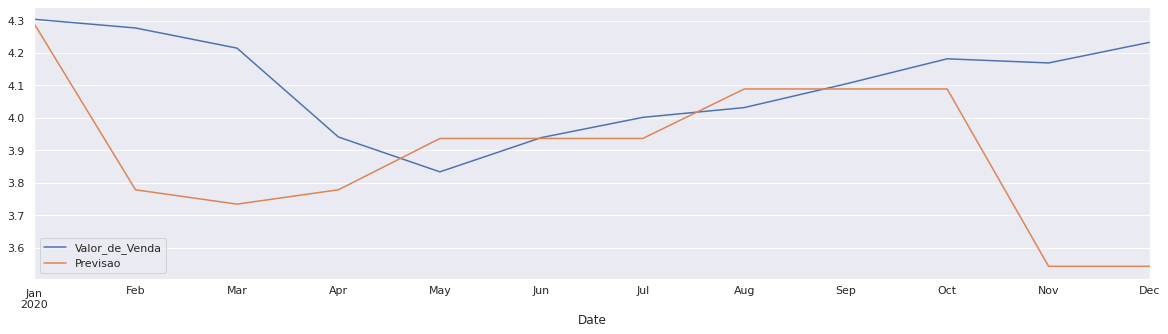 4.3
4.2
4.1
4.0
3.9
3.8
3.7
3.6
Valor_de_Venda
Previsao
Jan Feb Mar Apr May Jun Jul Aug Sep Oct Nov Dec
2020
Date